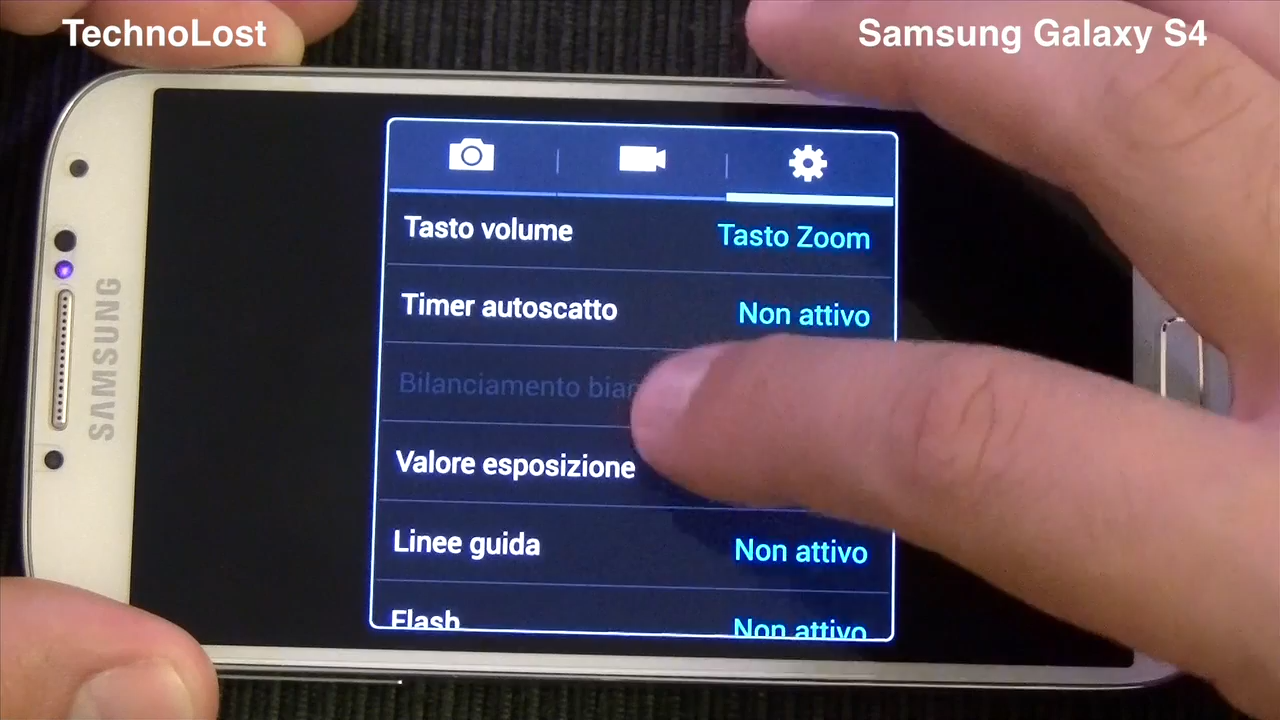 TechnoLost
Samsung Galaxy S4
SAMSUNG
Tasto volume
Tasto Zoom
Timer autoscatto
Non attivo
Bilanciamento
Valore esposizione
Linee guida
Non attivo
Flash
Non attivo